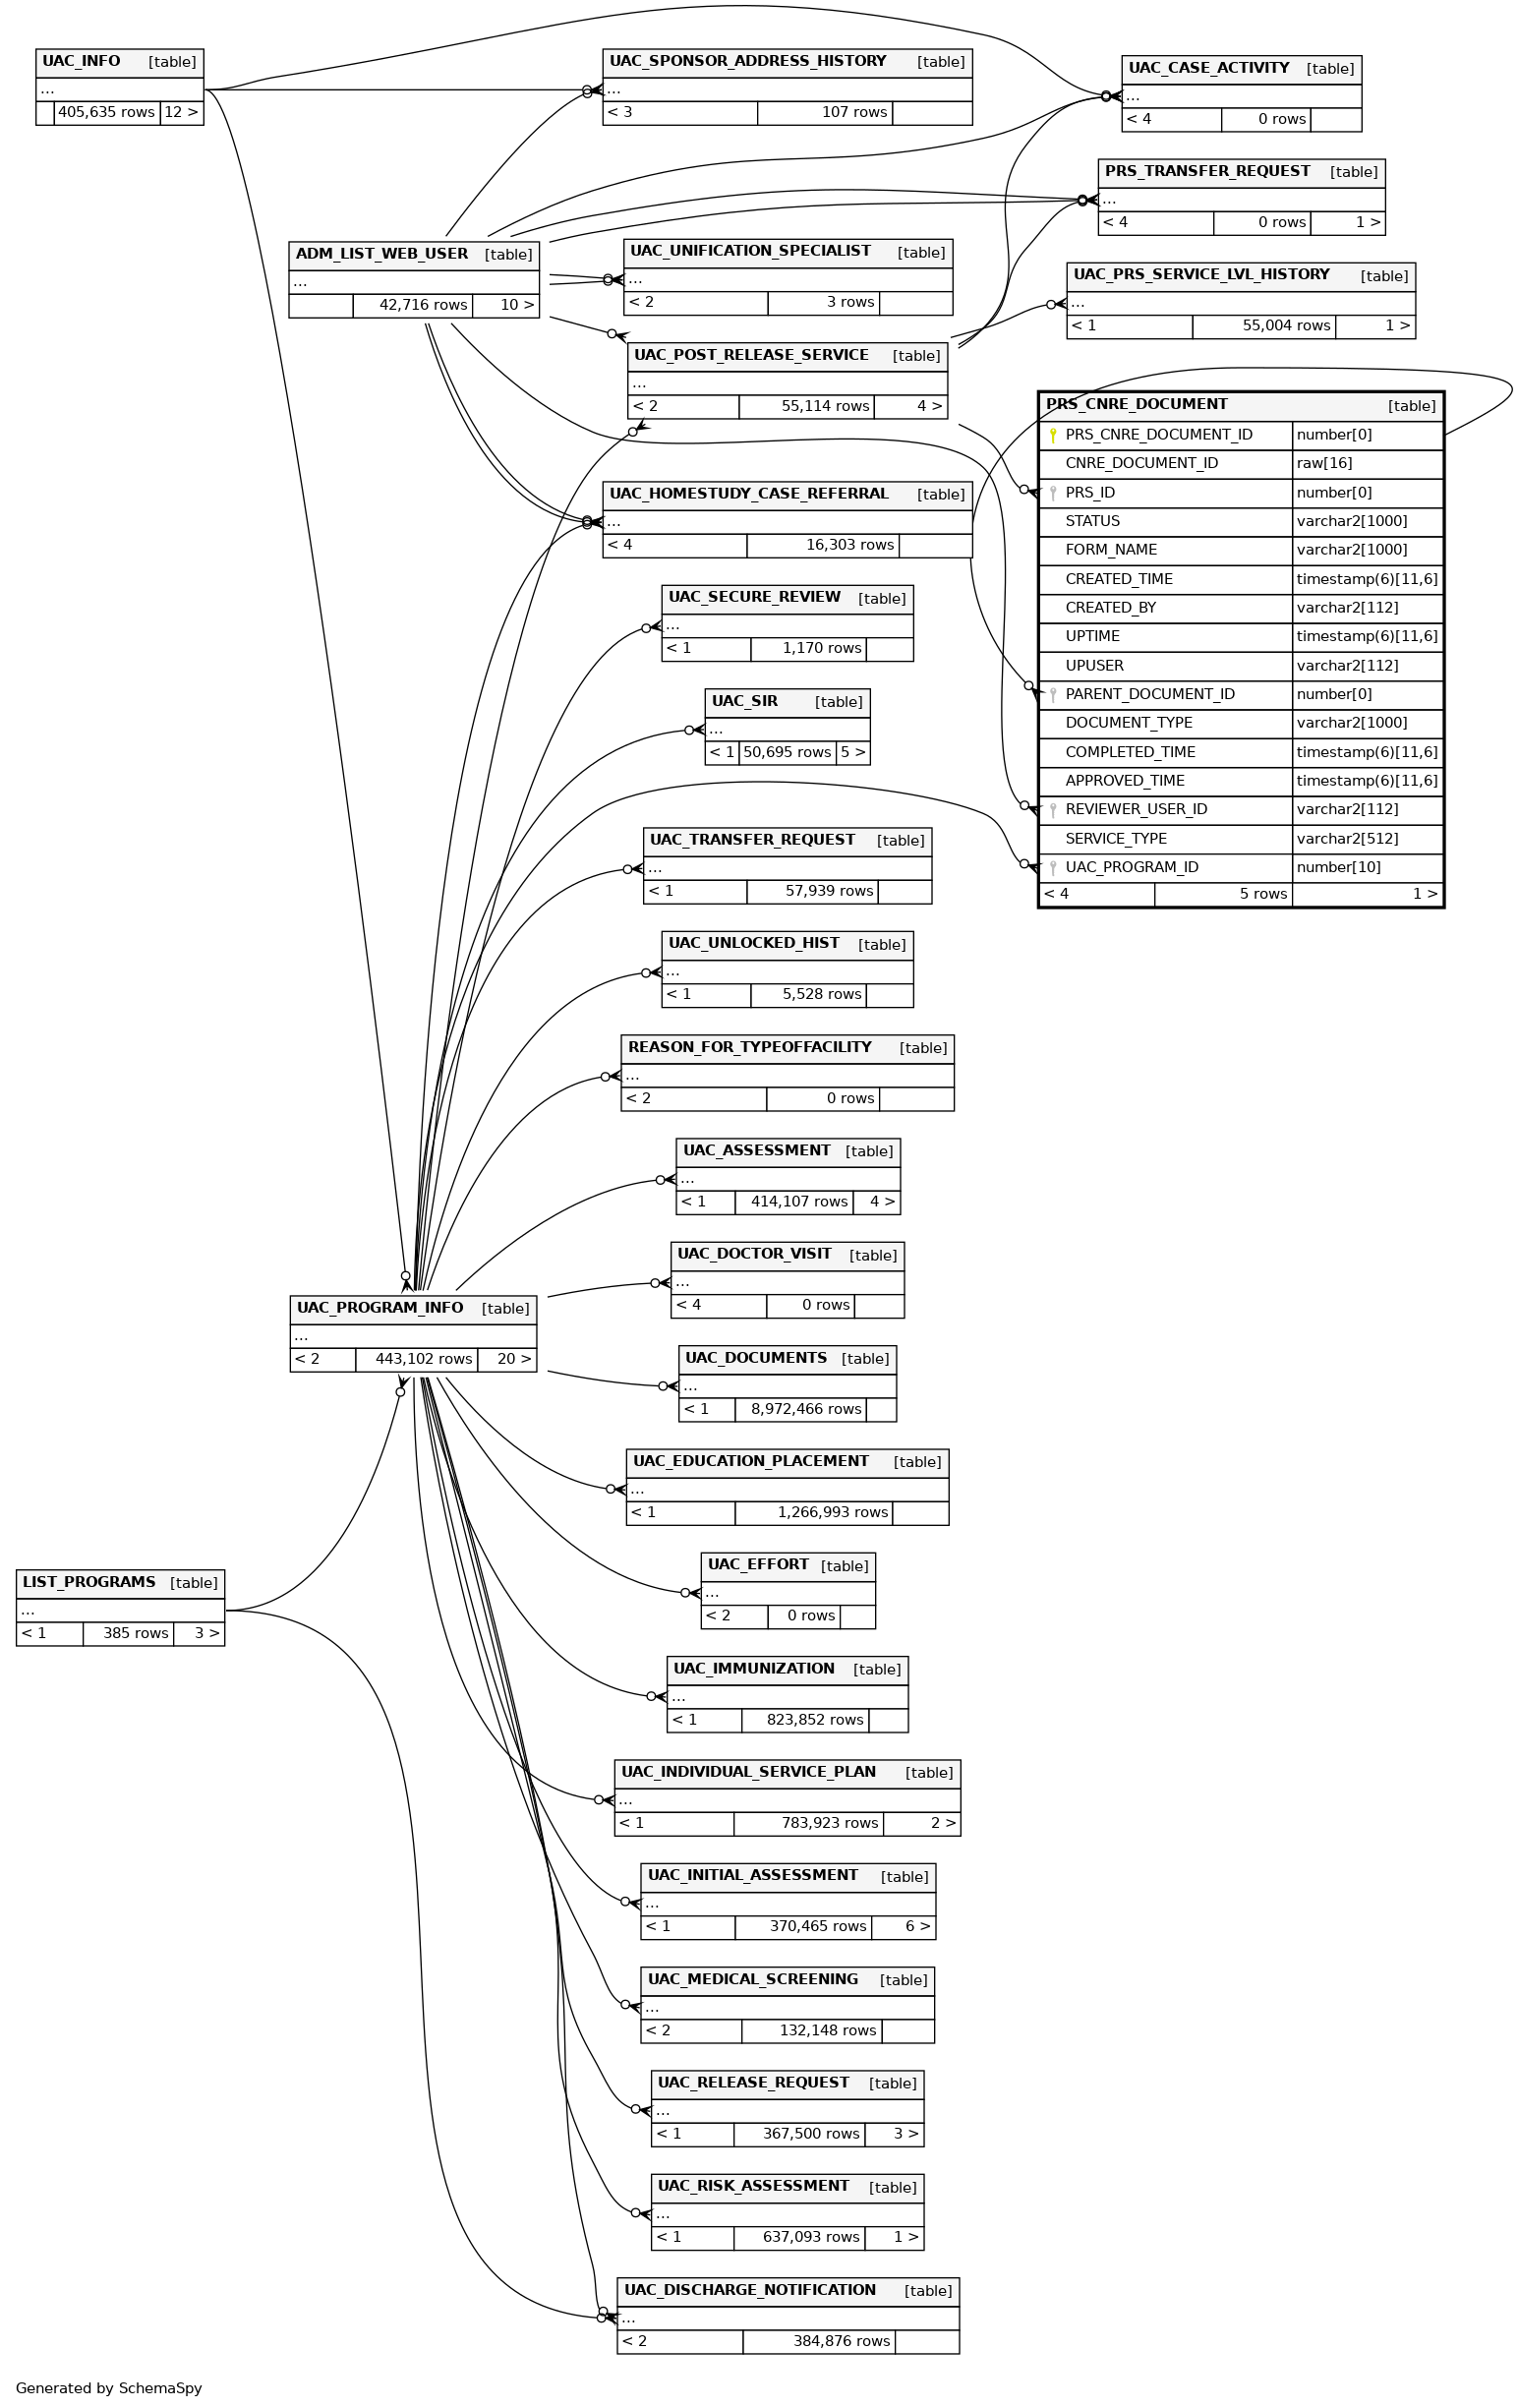 UAC_INFO [table]
...
405,635 rows 12 >
UAC_SPONSOR_ADDRESS_HISTORY [table]
...
< 3 107 rows
UAC_CASE_ACTIVITY [table]
...
< 4 0 rows
PRS_TRANSFER_REQUEST [table]
...
< 4 0 rows 1 >
ADM_LIST_WEB_USER [table]
...
42,716 rows 10 >
UAC_UNIFICATION_SPECIALIST [table]
...
< 2 3 rows
UAC_PRS_SERVICE_LVL_HISTORY [table]
...
< 1 55,004 rows 1 >
UAC_POST_RELEASE_SERVICE [table]
...
< 2 55,114 rows 4 >
PRS_CNRE_DOCUMENT [table]
PRS_CNRE_DOCUMENT_ID number[0]
CNRE_DOCUMENT_ID raw[16]
PRS_ID number[0]
STATUS varchar2[1000]
FORM_NAME varchar2[1000]
CREATED_TIME timestamp(6)[11,6]
CREATED_BY varchar2[112]
UPTIME timestamp(6)[11,6]
UPUSER varchar2[112]
PARENT_DOCUMENT_ID number[0]
DOCUMENT_TYPE varchar2[1000]
COMPLETED_TIME timestamp(6)[11,6]
APPROVED_TIME timestamp(6)[11,6]
REVIEWER_USER_ID varchar2[112]
SERVICE_TYPE varchar2[512]
UAC_PROGRAM_ID number[10]
< 4 5 rows 1 >
UAC_HOMESTUDY_CASE_REFERRAL [table]
...
< 4 16,303 rows
UAC_SECURE_REVIEW [table]
...
< 1 1,170 rows
UAC_SIR [table]
...
< 1 50,695 rows 5 >
UAC_TRANSFER_REQUEST [table]
...
< 1 57,939 rows
UAC_UNLOCKED_HIST [table]
...
< 1 5,528 rows
REASON_FOR_TYPEOFFACILITY [table]
...
< 2 0 rows
UAC_ASSESSMENT [table]
...
< 1 414,107 rows 4 >
UAC_DOCTOR_VISIT [table]
...
< 4 0 rows
UAC_PROGRAM_INFO [table]
...
< 2 443,102 rows 20 >
UAC_DOCUMENTS [table]
...
< 1 8,972,466 rows
UAC_EDUCATION_PLACEMENT [table]
...
< 1 1,266,993 rows
UAC_EFFORT [table]
...
< 2 0 rows
LIST_PROGRAMS [table]
...
< 1 385 rows 3 >
UAC_IMMUNIZATION [table]
...
< 1 823,852 rows
UAC_INDIVIDUAL_SERVICE_PLAN [table]
...
< 1 783,923 rows 2 >
UAC_INITIAL_ASSESSMENT [table]
...
< 1 370,465 rows 6 >
UAC_MEDICAL_SCREENING [table]
...
< 2 132,148 rows
UAC_RELEASE_REQUEST [table]
...
< 1 367,500 rows 3 >
UAC_RISK_ASSESSMENT [table]
...
< 1 637,093 rows 1 >
UAC_DISCHARGE_NOTIFICATION [table]
...
< 2 384,876 rows
Generated by SchemaSpy